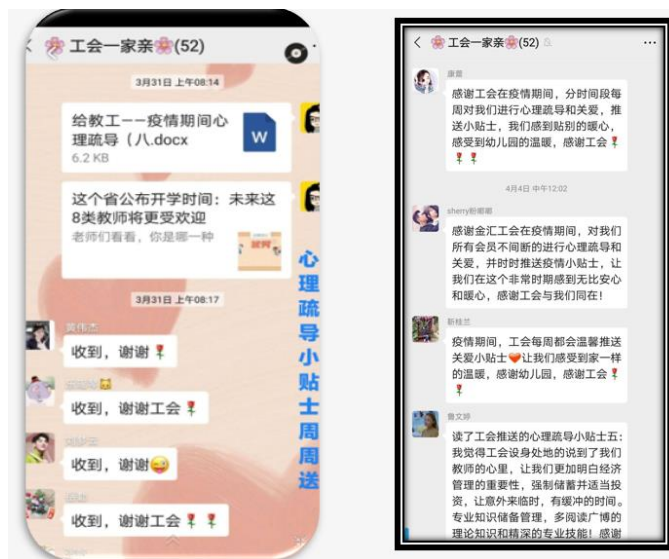 工会一家亲(52)
3月31日 上午08:14
给教工——疫情期间心
理疏导（八.docx
6.2 KB
W
这个省公布开学时间：未来这
8类教师将更受欢迎
老师们看看，你是哪一种
3月31日 上午08:17
黄伟杰
收到，谢谢
收到，谢谢工会
收到，谢谢
收到，谢谢工会
心理疏导小贴士周周送
工会一家亲(52)
康蕾
感谢工会在疫情期间，分时间段每
周对我们进行心理疏导和关爱，推
送小贴士，我们感到贴别的暖心，
感受到幼儿园的温暖，感谢工会
4月4日 中午12:02
sherry粉嘟嘟
感谢金汇工会在疫情期间，对我们
所有会员不间断的进行心理疏导和
关爱，并时时推送疫情小贴士，让
我们在这个非常时期感到无比安心
和暖心，感谢工会与我们同在！
靳桂兰
疫情期间，工会每周都会温馨推送
关爱小贴士让我们感受到家一样
的温暖，感谢幼儿园，感谢工会
鲁文婷
读了工会推送的心理疏导小贴士五：
我觉得工会设身处地的说到了我们
教师的心里，让我们更加明白经济
管理的重要性，强制储蓄并适当投
资，让意外来临时，有缓冲的时间。
专业知识储备管理，多阅读广博的
理论知识和精深的专业技能！感谢